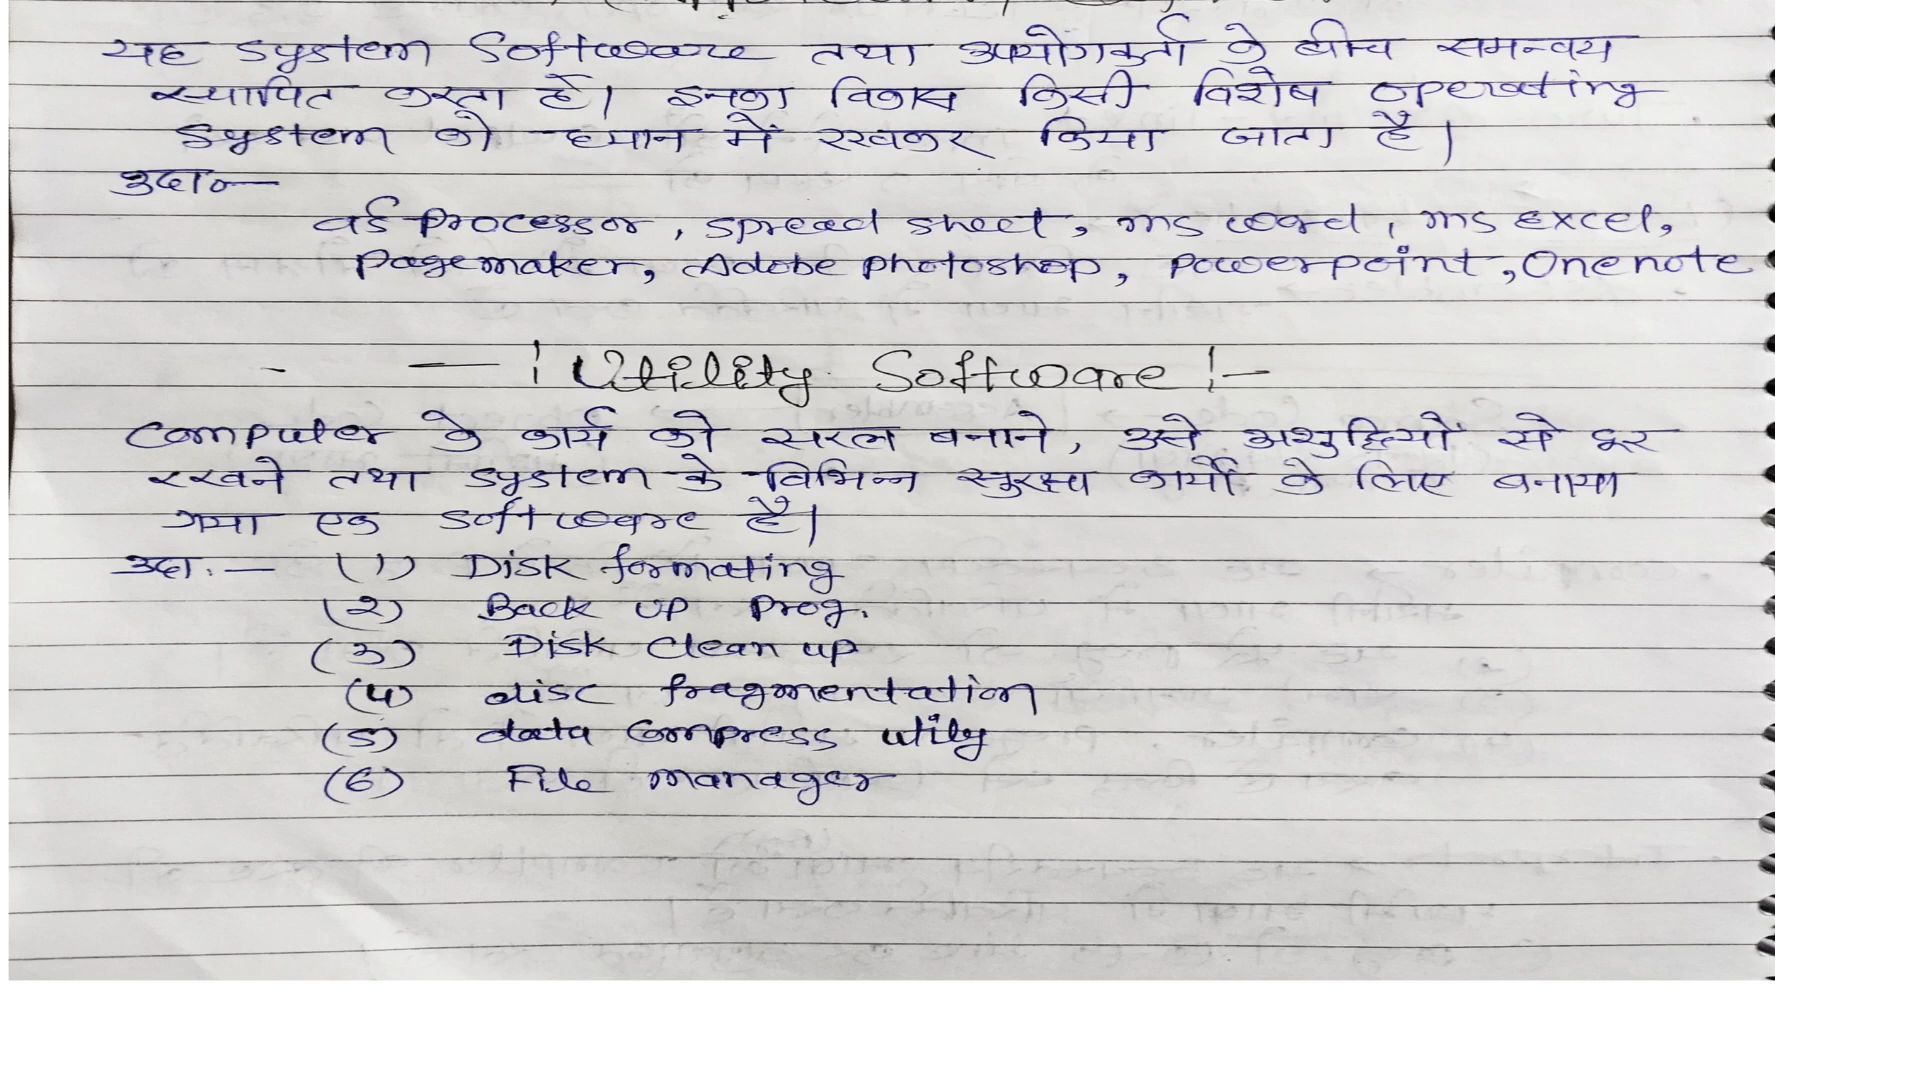 यह system Software तथा उपयोगकर्ता के बीच समन्वय
स्थापित करता है। इनका विकास किसी विशेष operating
system को ध्यान में रखकर किया जाता है।
उदा०—
वर्ड processor, spread sheet, ms word, ms excel,
Pagemaker, Adobe photoshop, Powerpoint, Onenote
—! Utility Software !—
Computer के कार्य को सरल बनाने, उसे अशुद्धियों से दूर
रखने तथा system के विभिन्न सुरक्षा कार्यों के लिए बनाया
गया एक software है।
उदा.— (1) Disk formating
(2) Back up prog.
(3) Disk clean up
(4) disc fragmentation
(5) data compress utily
(6) File manager